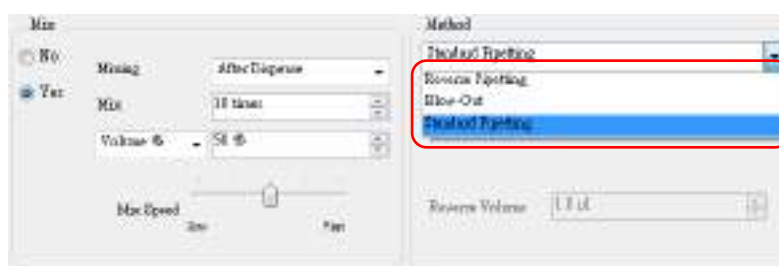 Mix
No
Yes
Mixing After Dispense
Mix 10 times
Volume % 50 %
Mix Speed
Slow Fast
Method
Standard Pipetting
Reverse Pipetting
Blow-Out
Standard Pipetting
Reverse Volume